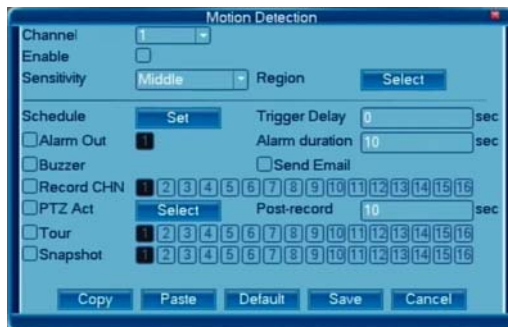 Motion Detection
Channel 1
Enable
Sensitivity Middle Region Select
Schedule Set Trigger Delay 0 sec
Alarm Out 1 Alarm duration 10 sec
Buzzer Send Email
Record CHN 1 2 3 4 5 6 7 8 9 10 11 12 13 14 15 16
PTZ Act Select Post-record 10 sec
Tour 1 2 3 4 5 6 7 8 9 10 11 12 13 14 15 16
Snapshot 1 2 3 4 5 6 7 8 9 10 11 12 13 14 15 16
Copy Paste Default Save Cancel